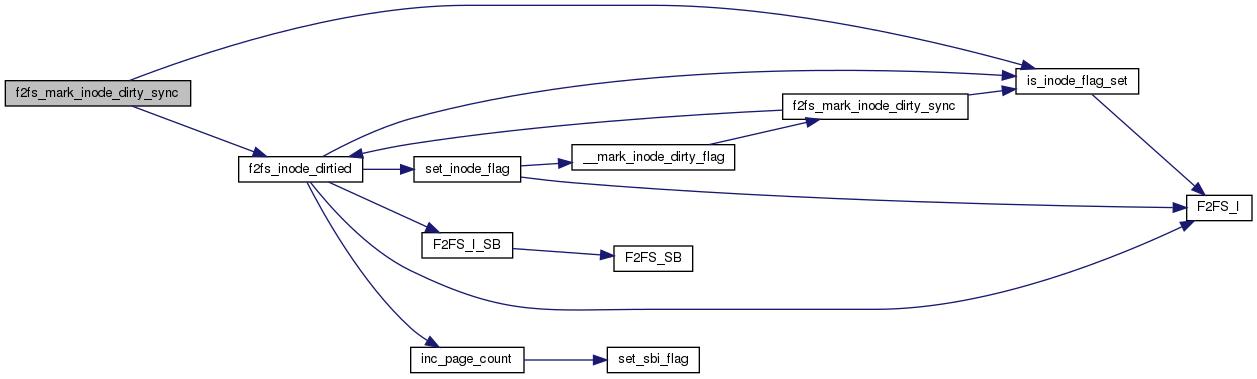 f2fs_mark_inode_dirty_sync
is_inode_flag_set
f2fs_mark_inode_dirty_sync
__mark_inode_dirty_flag
f2fs_inode_dirtied
set_inode_flag
F2FS_I
F2FS_I_SB
F2FS_SB
inc_page_count
set_sbi_flag